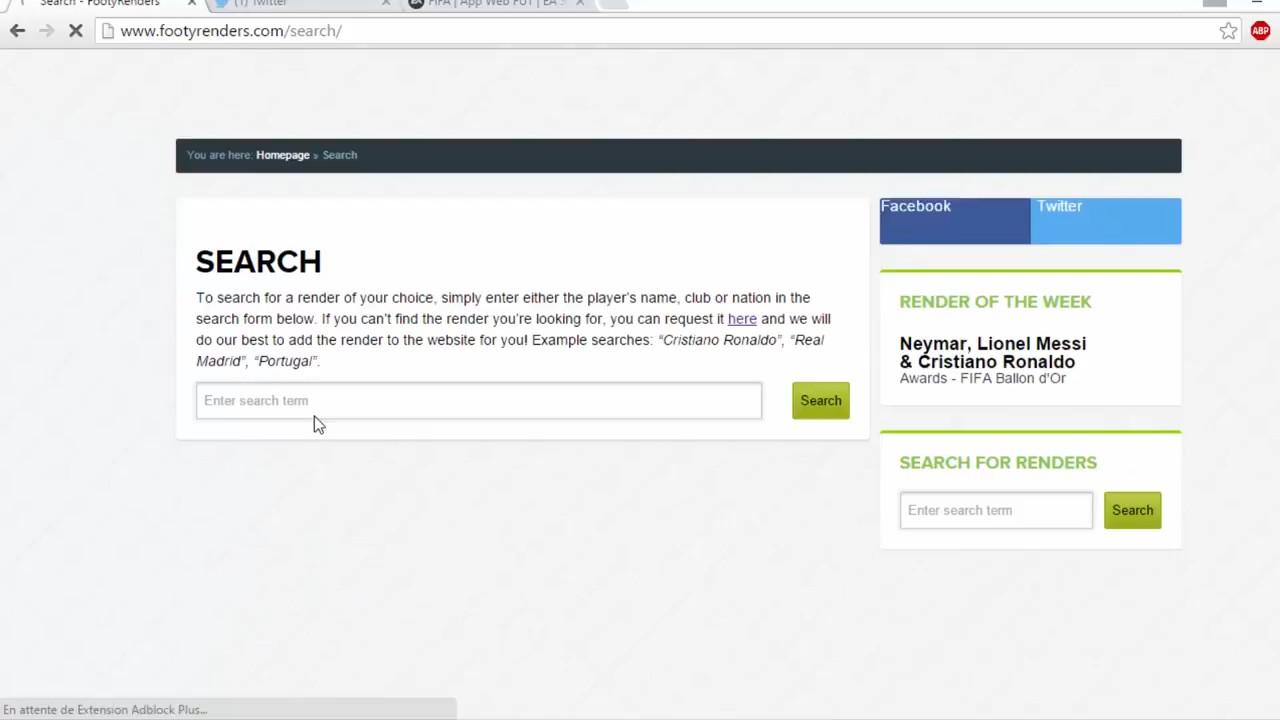 Search - FootyRenders
(1) Twitter
FIFA | App Web FUT | EA S
www.footyrenders.com/search/
ABP
You are here: Homepage » Search
Facebook
Twitter
SEARCH
To search for a render of your choice, simply enter either the player's name, club or nation in the
search form below. If you can't find the render you're looking for, you can request it here and we will
do our best to add the render to the website for you! Example searches: “Cristiano Ronaldo”, “Real
Madrid”, “Portugal”.
Enter search term
Search
RENDER OF THE WEEK
Neymar, Lionel Messi
& Cristiano Ronaldo
Awards - FIFA Ballon d'Or
SEARCH FOR RENDERS
Enter search term
Search
En attente de Extension Adblock Plus...